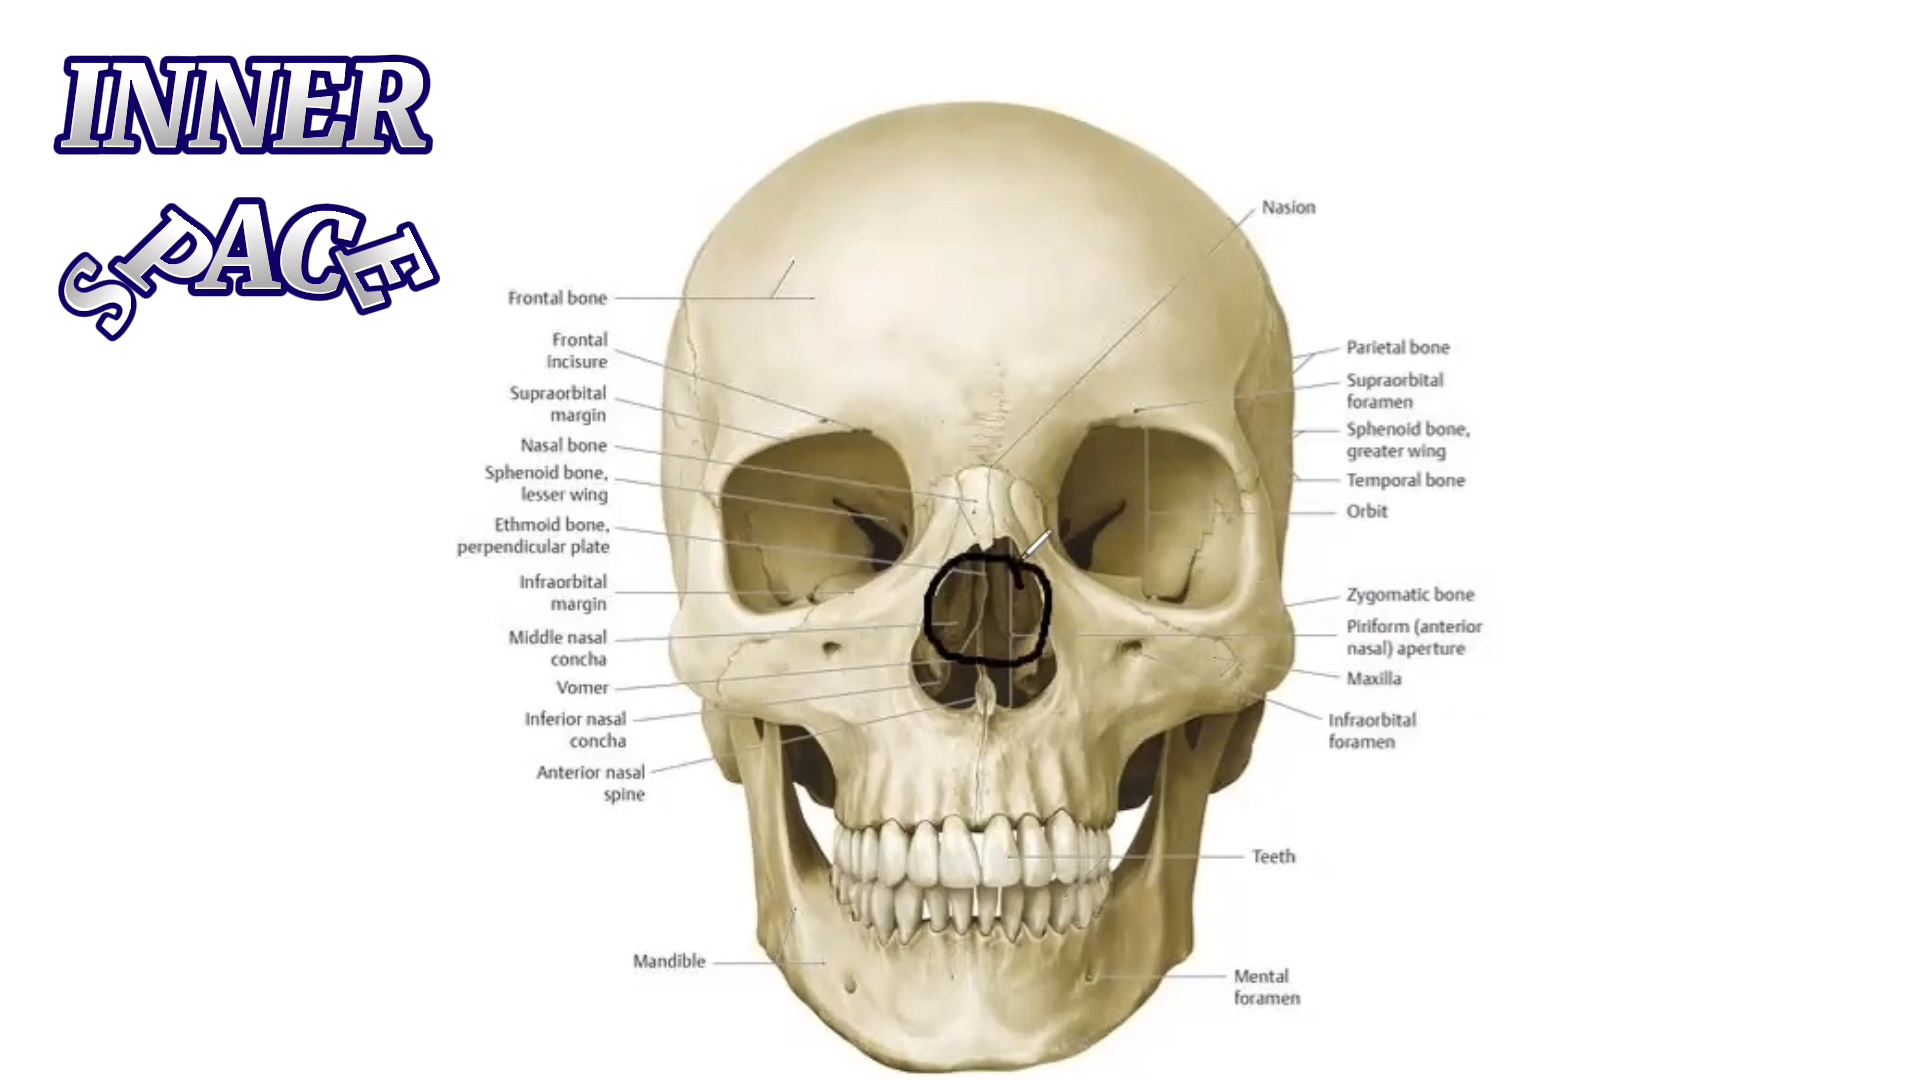 INNER
SPACE
Nasion
Frontal bone
Frontal
incisure
Supraorbital
margin
Nasal bone
Sphenoid bone,
lesser wing
Ethmoid bone,
perpendicular plate
Infraorbital
margin
Middle nasal
concha
Vomer
Inferior nasal
concha
Anterior nasal
spine
Mandible
Parietal bone
Supraorbital
foramen
Sphenoid bone,
greater wing
Temporal bone
Orbit
Zygomatic bone
Piriform (anterior
nasal) aperture
Maxilla
Infraorbital
foramen
Teeth
Mental
foramen